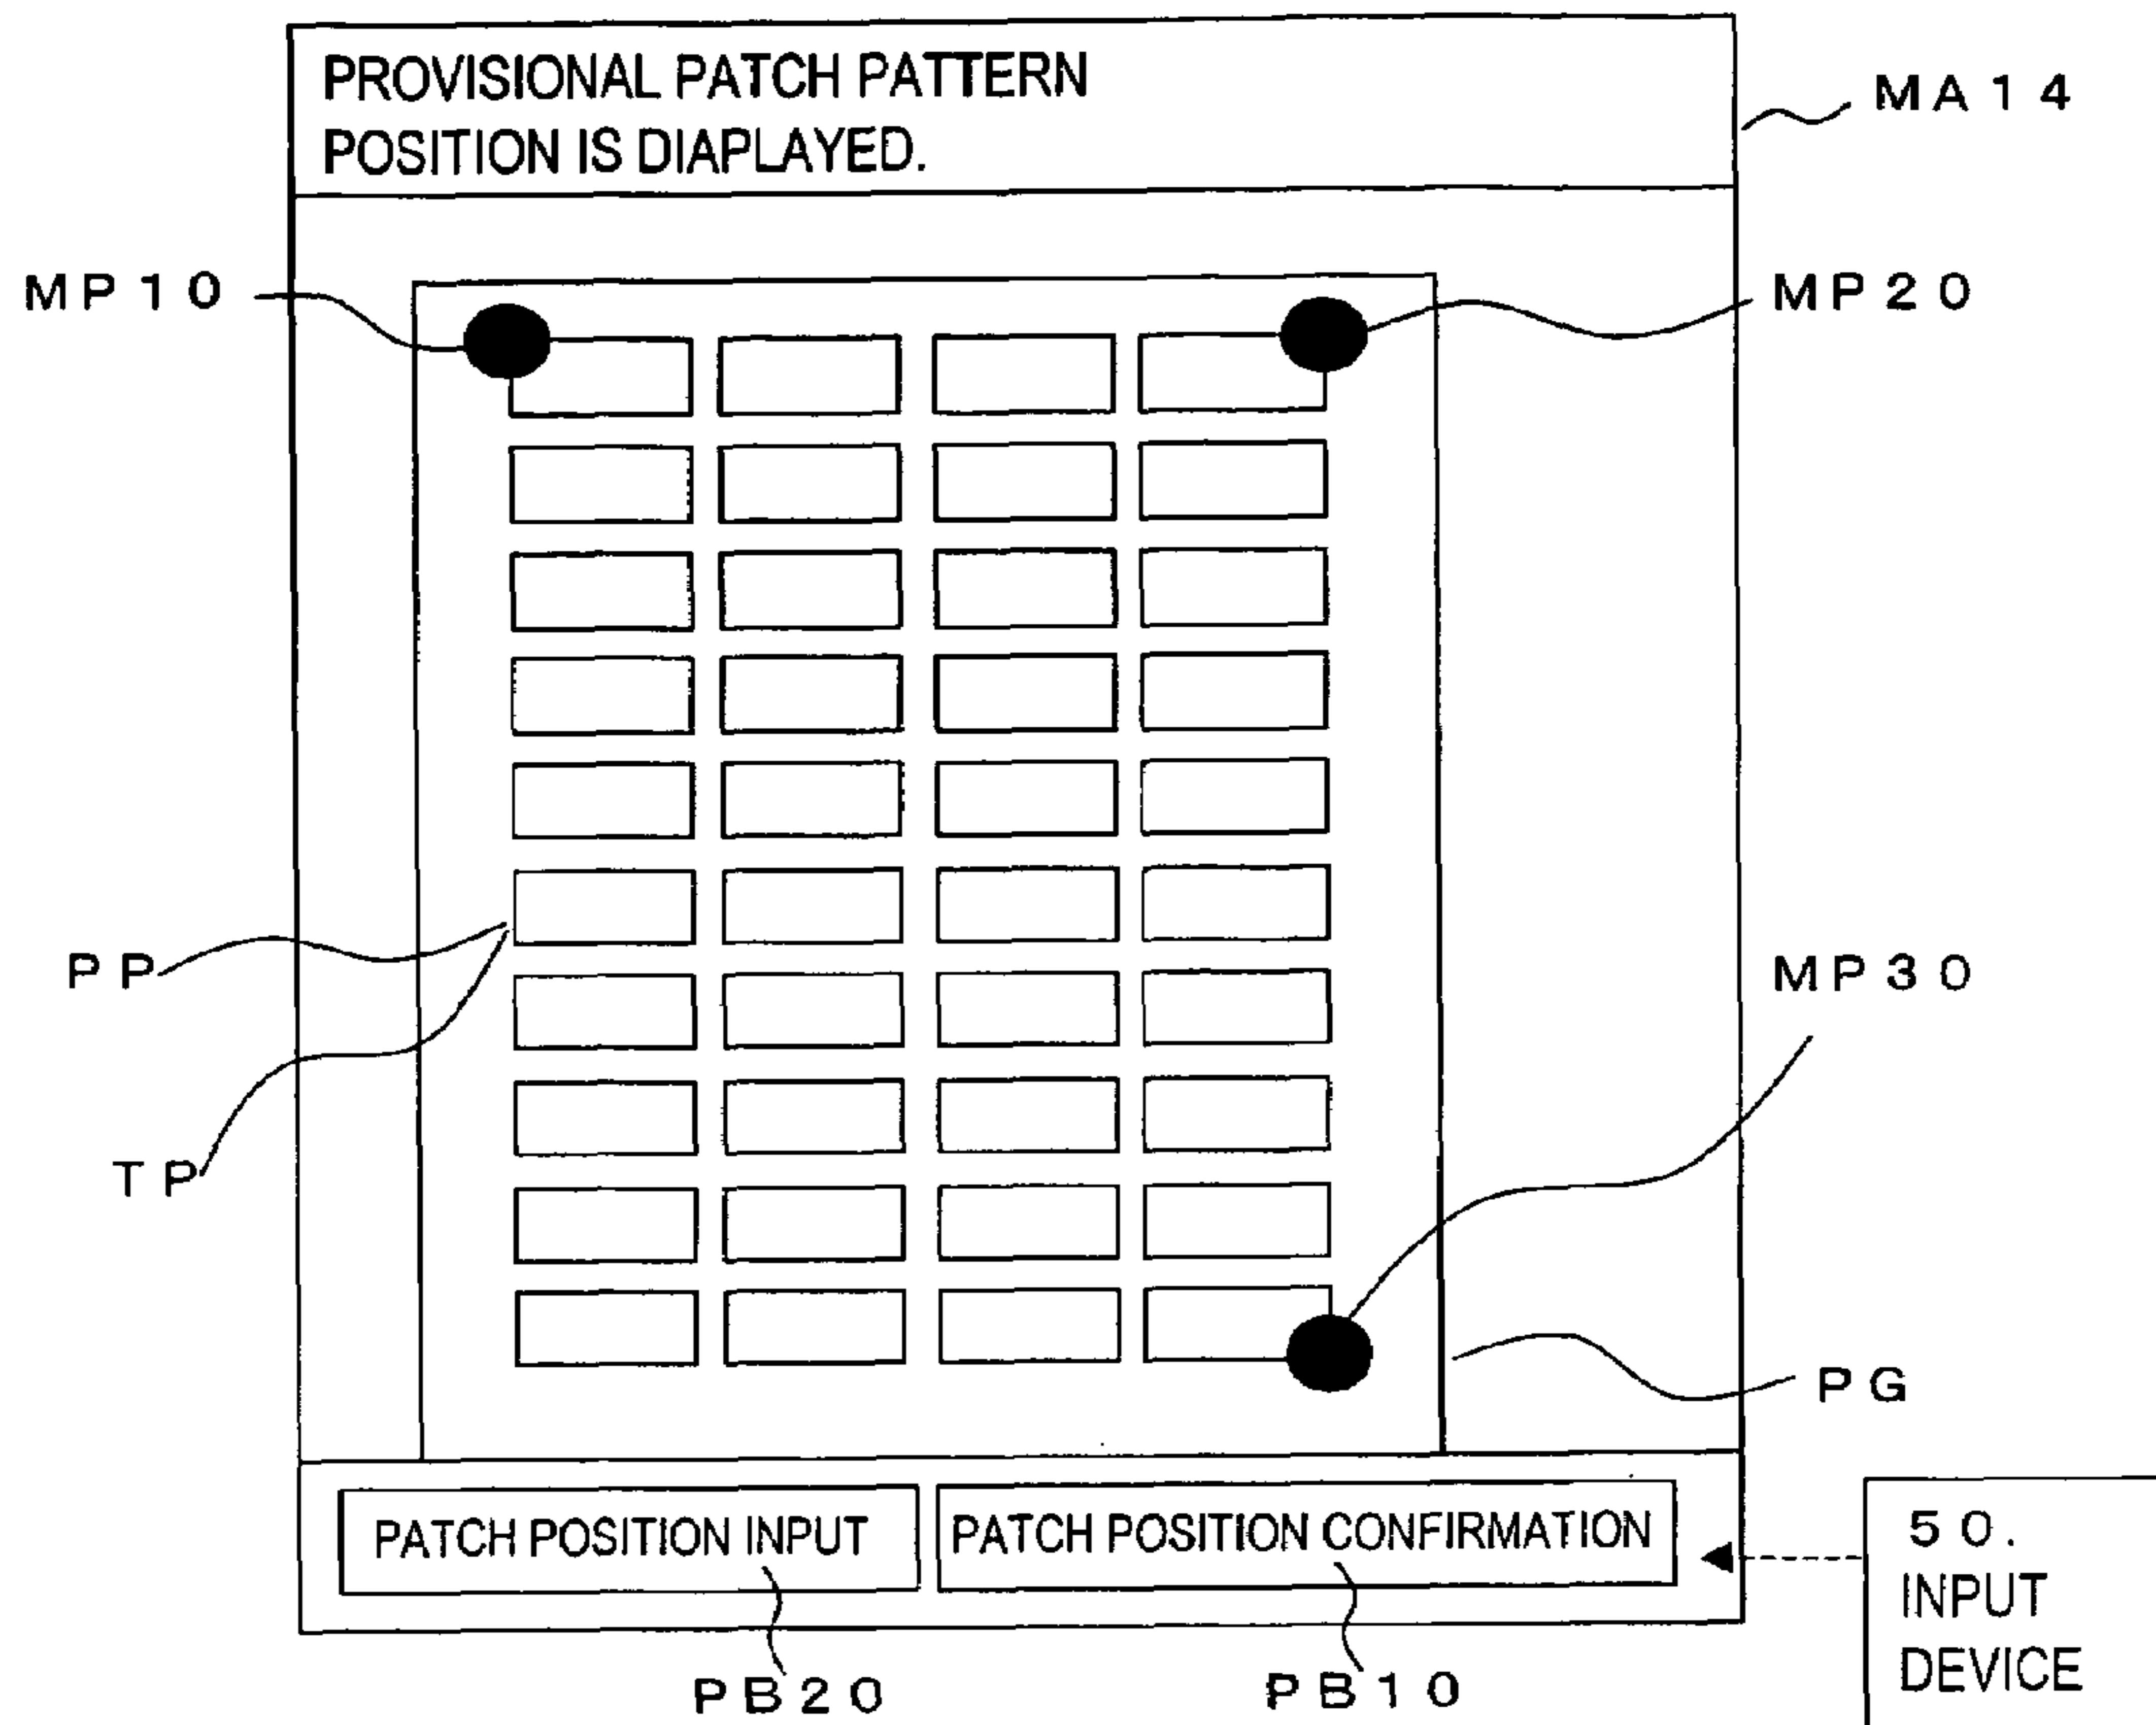 PROVISIONAL PATCH PATTERN
POSITION IS DIAPLAYED.
MA14
MP10
MP20
PP
MP30
TP
PG
PATCH POSITION INPUT
PATCH POSITION CONFIRMATION
50.
INPUT
DEVICE
PB20
PB10